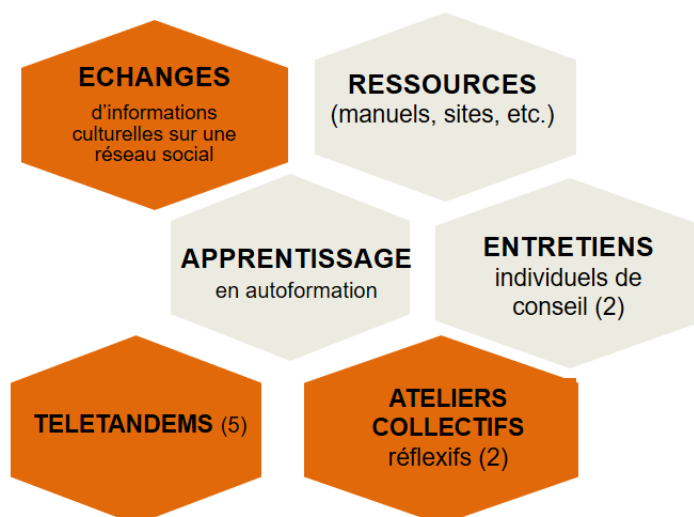 ECHANGES
d’informations
culturelles sur une
réseau social
RESSOURCES
(manuels, sites, etc.)
APPRENTISSAGE
en autoformation
ENTRETIENS
individuels de
conseil (2)
TELETANDEMS (5)
ATELIERS
COLLECTIFS
réflexifs (2)